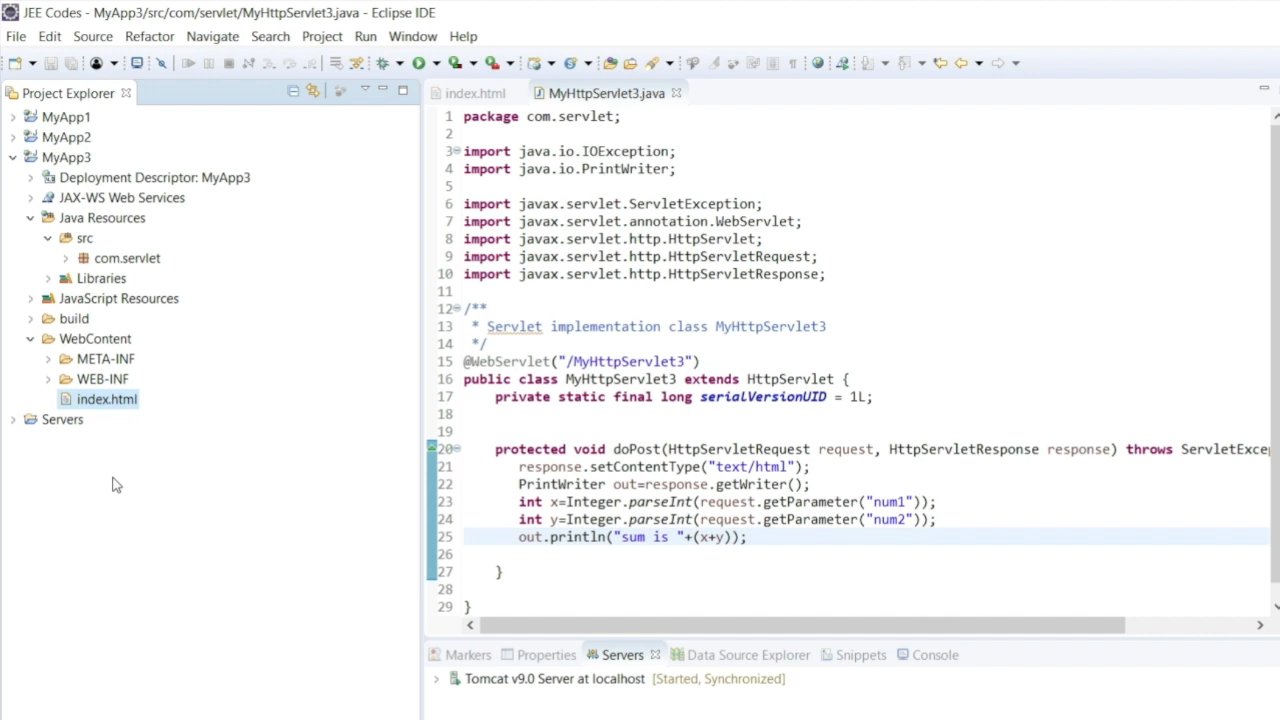 JEE Codes - MyApp3/src/com/servlet/MyHttpServlet3.java - Eclipse IDE
File Edit Source Refactor Navigate Search Project Run Window Help
Project Explorer
MyApp1
MyApp2
MyApp3
Deployment Descriptor: MyApp3
JAX-WS Web Services
Java Resources
src
com.servlet
Libraries
JavaScript Resources
build
WebContent
META-INF
WEB-INF
index.html
Servers
index.html MyHttpServlet3.java
1 package com.servlet;
2
3 import java.io.IOException;
4 import java.io.PrintWriter;
5
6 import javax.servlet.ServletException;
7 import javax.servlet.annotation.WebServlet;
8 import javax.servlet.http.HttpServlet;
9 import javax.servlet.http.HttpServletRequest;
10 import javax.servlet.http.HttpServletResponse;
11
12 /**
13 * Servlet implementation class MyHttpServlet3
14 */
15 @WebServlet("/MyHttpServlet3")
16 public class MyHttpServlet3 extends HttpServlet {
17 private static final long serialVersionUID = 1L;
18
19
20 protected void doPost(HttpServletRequest request, HttpServletResponse response) throws ServletExce
21 response.setContentType("text/html");
22 PrintWriter out=response.getWriter();
23 int x=Integer.parseInt(request.getParameter("num1"));
24 int y=Integer.parseInt(request.getParameter("num2"));
25 out.println("sum is "+(x+y));
26
27 }
28
29 }
Markers Properties Servers Data Source Explorer Snippets Console
Tomcat v9.0 Server at localhost [Started, Synchronized]